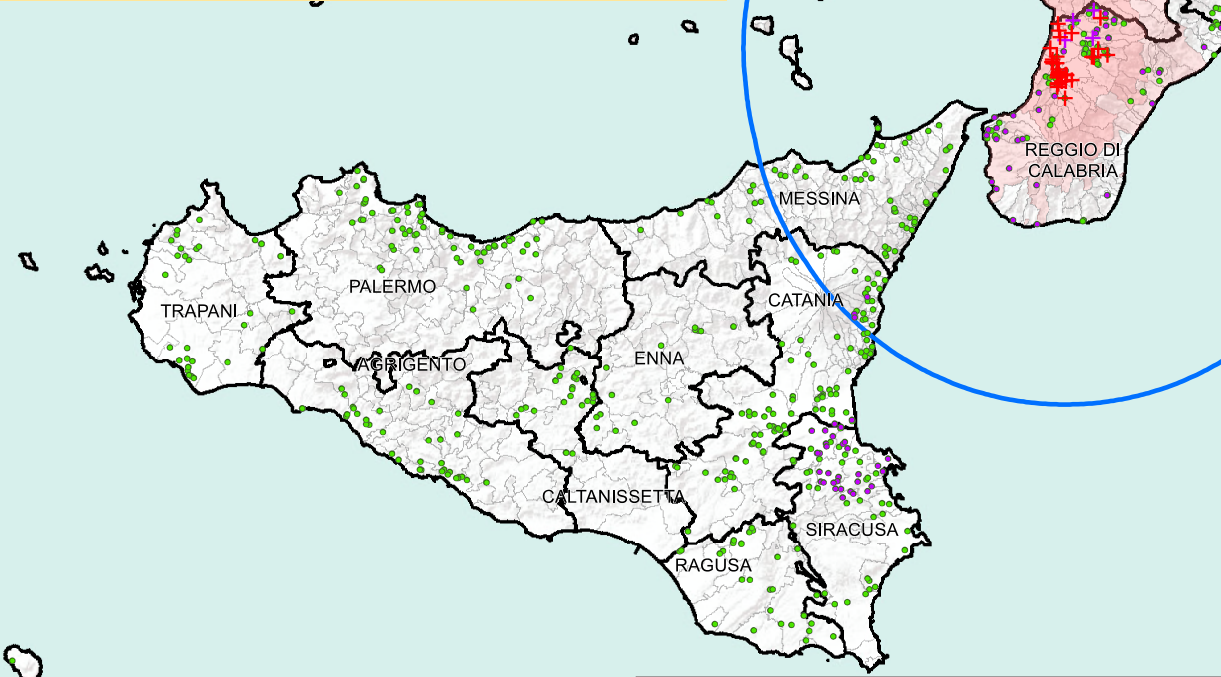 REGGIO DI
CALABRIA
MESSINA
PALERMO
CATANIA
TRAPANI
ENNA
AGRIGENTO
CALTANISSETTA
SIRACUSA
RAGUSA